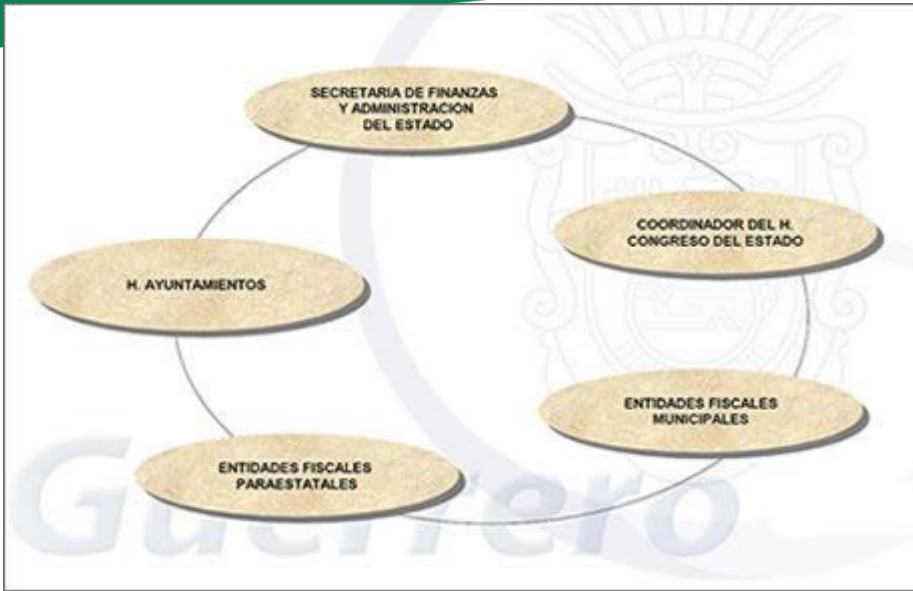 SECRETARIA DE FINANZAS
Y ADMINISTRACION
DEL ESTADO
COORDINADOR DEL H.
CONGRESO DEL ESTADO
H. AYUNTAMIENTOS
ENTIDADES FISCALES
MUNICIPALES
ENTIDADES FISCALES
PARAESTATALES
Guerrero